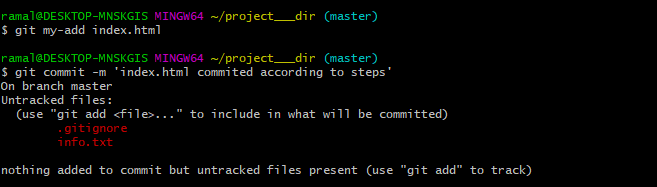 ramal@DESKTOP-MNSKGIS MINGW64 ~/project___dir (master)
$ git my-add index.html
ramal@DESKTOP-MNSKGIS MINGW64 ~/project___dir (master)
$ git commit -m 'index.html commited according to steps'
On branch master
Untracked files:
(use "git add <file>..." to include in what will be committed)
.gitignore
info.txt
nothing added to commit but untracked files present (use "git add" to track)